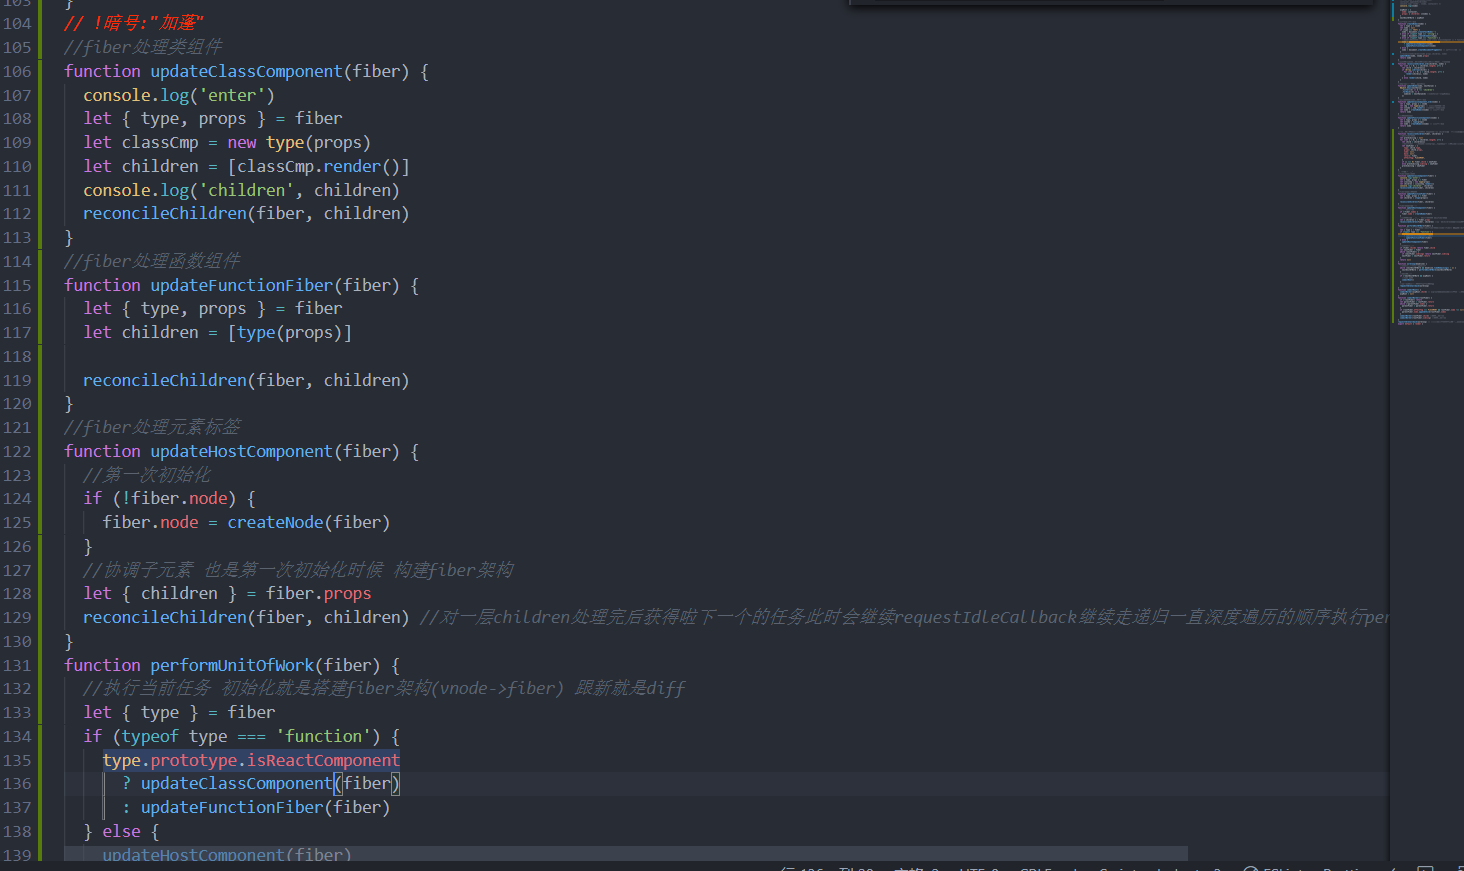 103 }
104 // !暗号:"加蓬"
105 //fiber处理类组件
106 function updateClassComponent(fiber) {
107 console.log('enter')
108 let { type, props } = fiber
109 let classCmp = new type(props)
110 let children = [classCmp.render()]
111 console.log('children', children)
112 reconcileChildren(fiber, children)
113 }
114 //fiber处理函数组件
115 function updateFunctionFiber(fiber) {
116 let { type, props } = fiber
117 let children = [type(props)]
118
119 reconcileChildren(fiber, children)
120 }
121 //fiber处理元素标签
122 function updateHostComponent(fiber) {
123 //第一次初始化
124 if (!fiber.node) {
125 fiber.node = createNode(fiber)
126 }
127 //协调子元素 也是第一次初始化时候 构建fiber架构
128 let { children } = fiber.props
129 reconcileChildren(fiber, children) //对一层children处理完后获得啦下一个的任务此时会继续requestIdleCallback继续走递归一直深度遍历的顺序执行per
130 }
131 function performUnitOfWork(fiber) {
132 //执行当前任务 初始化就是搭建fiber架构(vnode->fiber) 跟新就是diff
133 let { type } = fiber
134 if (typeof type === 'function') {
135 type.prototype.isReactComponent
136 ? updateClassComponent(fiber)
137 : updateFunctionFiber(fiber)
138 } else {
139 updateHostComponent(fiber)